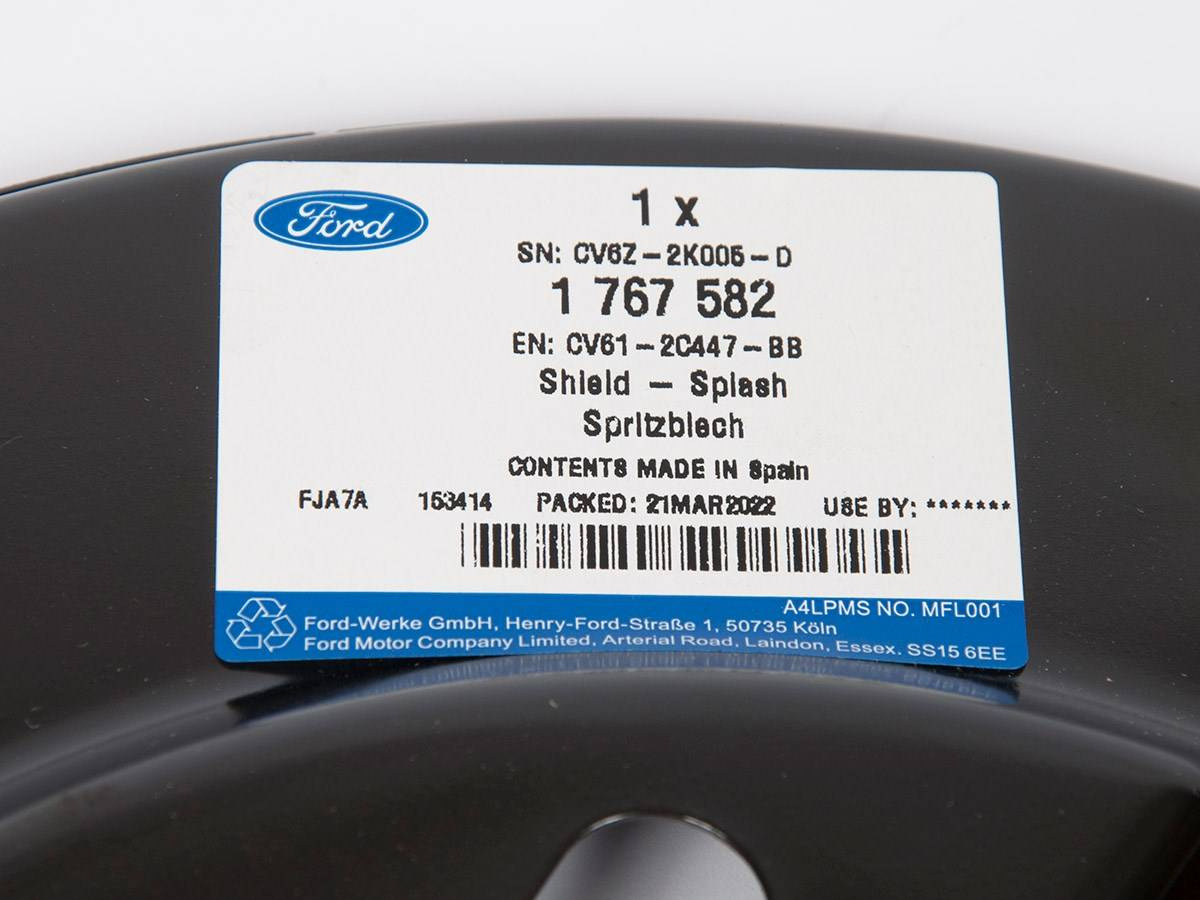 Ford
1 x
SN: CV6Z-2K005-D
1 767 582
EN: CV61-2C447-BB
Shield - Splash
Spritzblech
CONTENTS MADE IN Spain
FJA7A 153414 PACKED: 21MAR2022 USE BY: *******
A4LPMS NO. MFL001
Ford-Werke GmbH, Henry-Ford-Straße 1, 50735 Köln
Ford Motor Company Limited, Arterial Road, Laindon, Essex. SS15 6EE